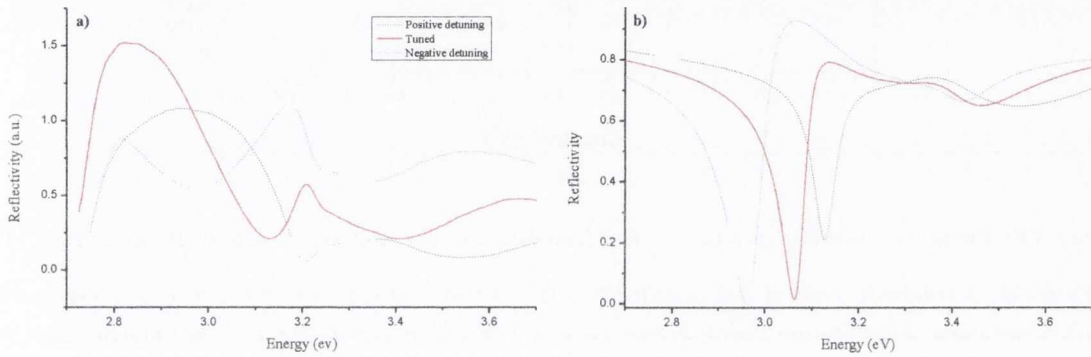 a)
Positive detuning
Tuned
Negative detuning
1.5
1.0
0.5
0.0
Reflectivity (a.u.)
2.8
3.0
3.2
3.4
3.6
Energy (ev)
b)
0.8
0.6
0.4
0.2
0.0
Reflectivity
2.8
3.0
3.2
3.4
3.6
Energy (eV)